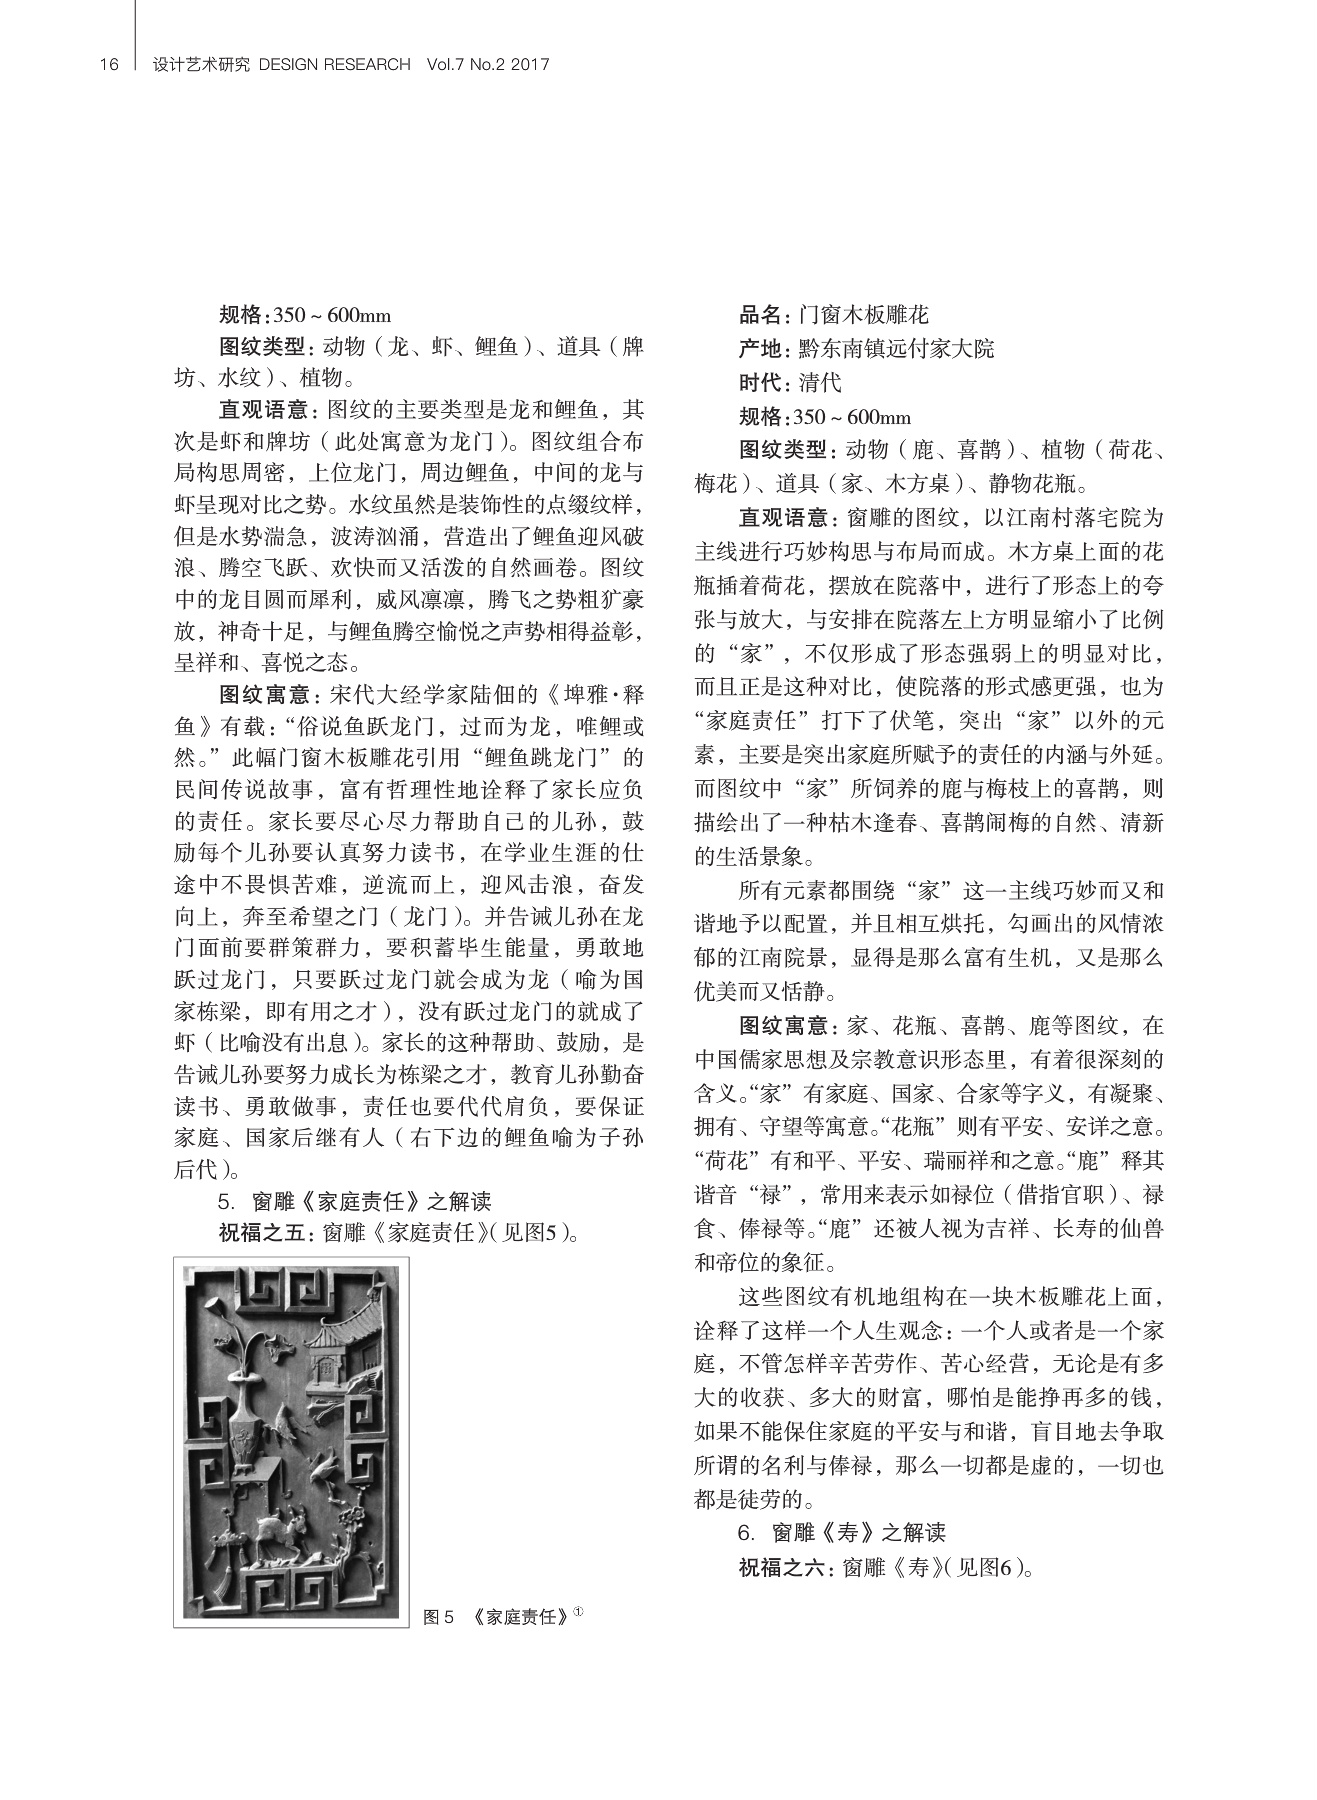 16 设计艺术研究 DESIGN RESEARCH Vol.7 No.2 2017
规格:350 ~ 600mm
图纹类型: 动物（龙、虾、鲤鱼）、道具（牌
坊、水纹）、植物。
直观语意: 图纹的主要类型是龙和鲤鱼，其
次是虾和牌坊（此处寓意为龙门）。图纹组合布
局构思周密，上位龙门，周边鲤鱼，中间的龙与
虾呈现对比之势。水纹虽然是装饰性的点缀纹样，
但是水势湍急，波涛汹涌，营造出了鲤鱼迎风破
浪、腾空飞跃、欢快而又活泼的自然画卷。图纹
中的龙目圆而犀利，威风凛凛，腾飞之势粗犷豪
放，神奇十足，与鲤鱼腾空愉悦之声势相得益彰，
呈祥和、喜悦之态。
图纹寓意: 宋代大经学家陆佃的《埤雅·释
鱼》有载: “俗说鱼跃龙门，过而为龙，唯鲤或
然。” 此幅门窗木板雕花引用 “鲤鱼跳龙门” 的
民间传说故事，富有哲理性地诠释了家长应负
的责任。家长要尽心尽力帮助自己的儿孙，鼓
励每个儿孙要认真努力读书，在学业生涯的仕
途中不畏惧苦难，逆流而上，迎风击浪，奋发
向上，奔至希望之门（龙门）。并告诫儿孙在龙
门面前要群策群力，要积蓄毕生能量，勇敢地
跃过龙门，只要跃过龙门就会成为龙（喻为国
家栋梁，即有用之才），没有跃过龙门的就成了
虾（比喻没有出息）。家长的这种帮助、鼓励，是
告诫儿孙要努力成长为栋梁之才，教育儿孙勤奋
读书、勇敢做事，责任也要代代肩负，要保证
家庭、国家后继有人（右下边的鲤鱼喻为子孙
后代）。
5. 窗雕《家庭责任》之解读
祝福之五: 窗雕《家庭责任》（见图5）。
图 5 《家庭责任》①
品名: 门窗木板雕花
产地: 黔东南镇远付家大院
时代: 清代
规格:350 ~ 600mm
图纹类型: 动物（鹿、喜鹊）、植物（荷花、
梅花）、道具（家、木方桌）、静物花瓶。
直观语意: 窗雕的图纹，以江南村落宅院为
主线进行巧妙构思与布局而成。木方桌上面的花
瓶插着荷花，摆放在院落中，进行了形态上的夸
张与放大，与安排在院落左上方明显缩小了比例
的 “家”，不仅形成了形态强弱上的明显对比，
而且正是这种对比，使院落的形式感更强，也为
“家庭责任” 打下了伏笔，突出 “家” 以外的元
素，主要是突出家庭所赋予的责任的内涵与外延。
而图纹中 “家” 所饲养的鹿与梅枝上的喜鹊，则
描绘出了一种枯木逢春、喜鹊闹梅的自然、清新
的生活景象。
所有元素都围绕 “家” 这一主线巧妙而又和
谐地予以配置，并且相互烘托，勾画出的风情浓
郁的江南院景，显得是那么富有生机，又是那么
优美而又恬静。
图纹寓意: 家、花瓶、喜鹊、鹿等图纹，在
中国儒家思想及宗教意识形态里，有着很深刻的
含义。“家” 有家庭、国家、合家等字义，有凝聚、
拥有、守望等寓意。“花瓶” 则有平安、安详之意。
“荷花” 有和平、平安、瑞丽祥和之意。“鹿” 释其
谐音 “禄”，常用来表示如禄位（借指官职）、禄
食、俸禄等。“鹿” 还被人视为吉祥、长寿的仙兽
和帝位的象征。
这些图纹有机地组构在一块木板雕花上面，
诠释了这样一个人生观念: 一个人或者是一个家
庭，不管怎样辛苦劳作、苦心经营，无论是有多
大的收获、多大的财富，哪怕是能挣再多的钱，
如果不能保住家庭的平安与和谐，盲目地去争取
所谓的名利与俸禄，那么一切都是虚的，一切也
都是徒劳的。
6. 窗雕《寿》之解读
祝福之六: 窗雕《寿》（见图6）。